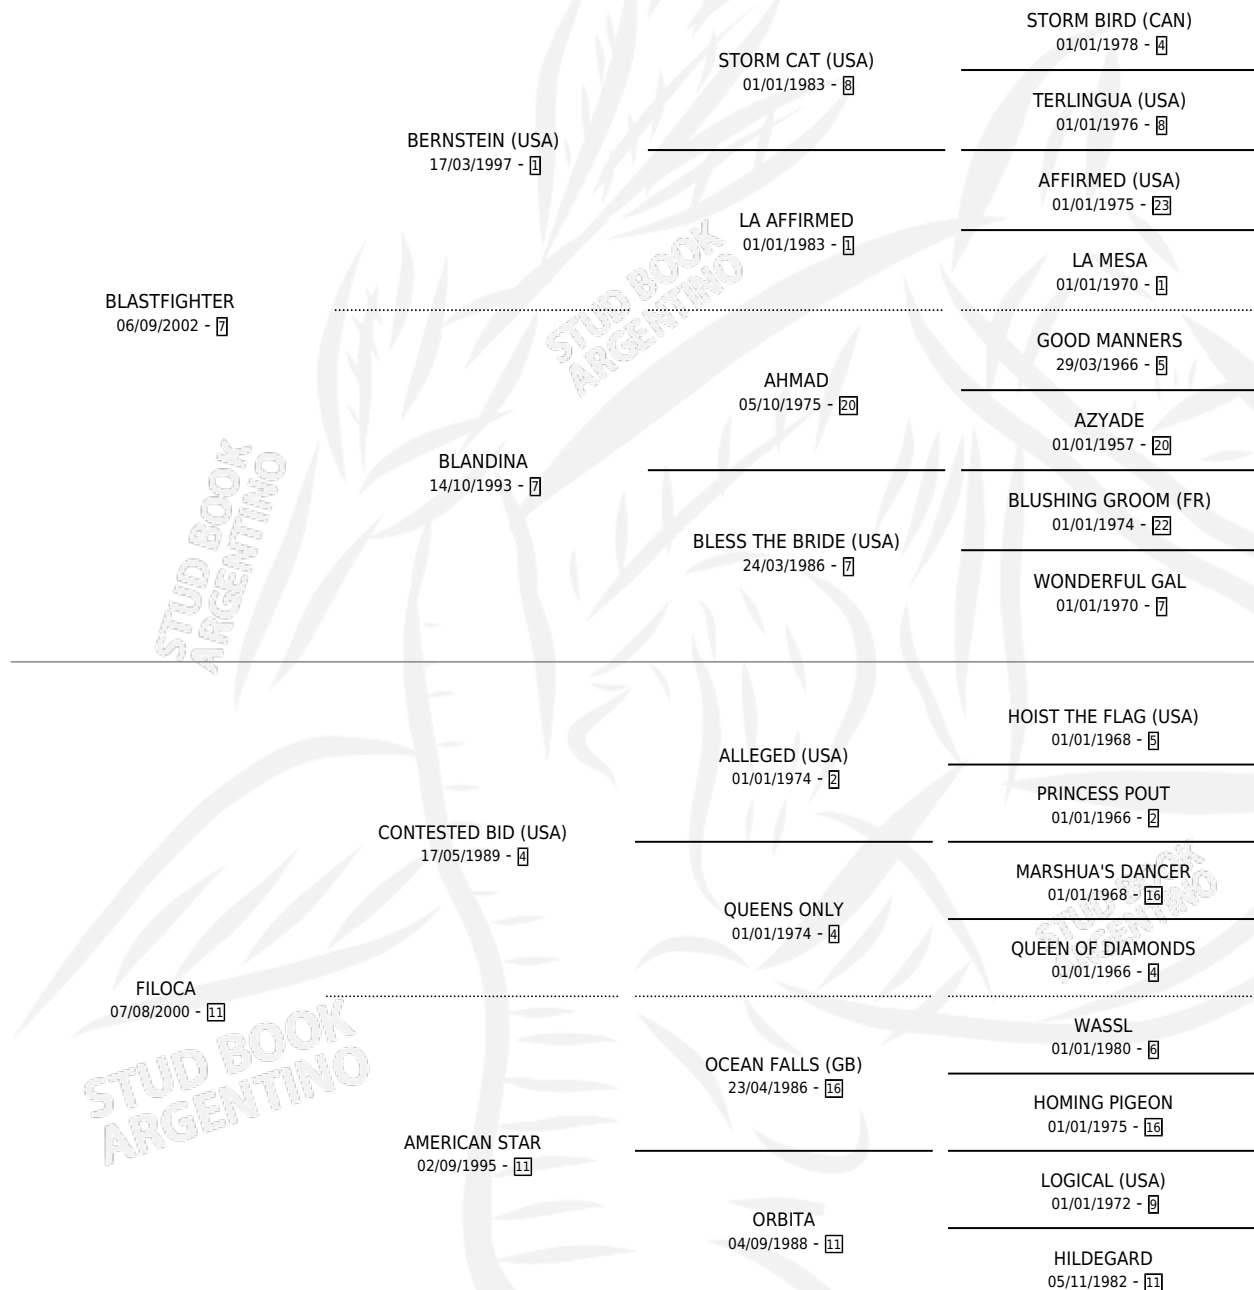 STORM BIRD (CAN)
01/01/1978 - 4
STORM CAT (USA)
01/01/1983 - 8
TERLINGUA (USA)
01/01/1976 - 8
BERNSTEIN (USA)
17/03/1997 - 1
AFFIRMED (USA)
01/01/1975 - 23
LA AFFIRMED
01/01/1983 - 1
LA MESA
01/01/1970 - 1
BLASTFIGHTER
06/09/2002 - 7
GOOD MANNERS
29/03/1966 - 5
AHMAD
05/10/1975 - 20
AZYADE
01/01/1957 - 20
BLANDINA
14/10/1993 - 7
BLUSHING GROOM (FR)
01/01/1974 - 22
BLESS THE BRIDE (USA)
24/03/1986 - 7
WONDERFUL GAL
01/01/1970 - 7
HOIST THE FLAG (USA)
01/01/1968 - 5
ALLEGED (USA)
01/01/1974 - 2
PRINCESS POUT
01/01/1966 - 2
CONTESTED BID (USA)
17/05/1989 - 4
MARSHUA'S DANCER
01/01/1968 - 16
QUEENS ONLY
01/01/1974 - 4
QUEEN OF DIAMONDS
01/01/1966 - 4
FILOCA
07/08/2000 - 11
WASSL
01/01/1980 - 6
OCEAN FALLS (GB)
23/04/1986 - 16
HOMING PIGEON
01/01/1975 - 16
AMERICAN STAR
02/09/1995 - 11
LOGICAL (USA)
01/01/1972 - 9
ORBITA
04/09/1988 - 11
HILDEGARD
05/11/1982 - 11
STUD BOOK
ARGENTINO
STUD BOOK
ARGENTINO
STUD BOOK
ARGENTINO
STUD BOOK
ARGENTINO